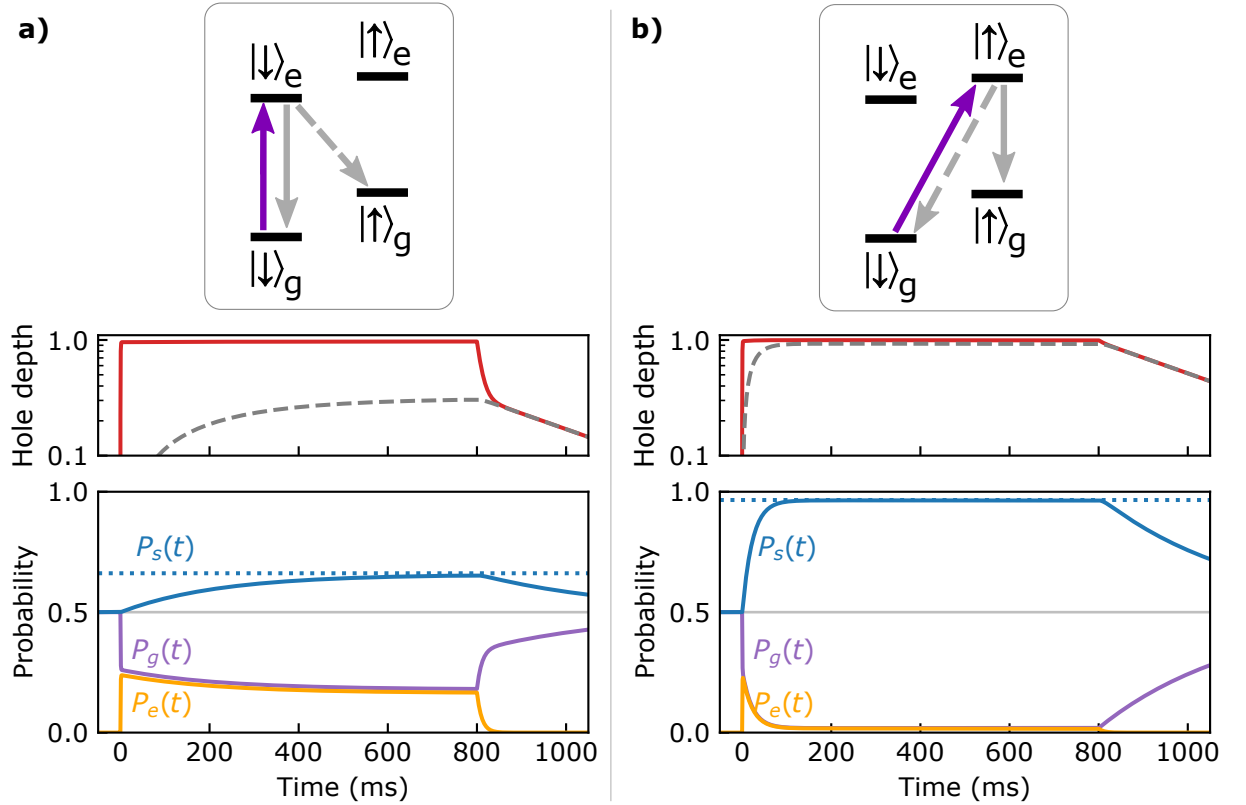 a)
|↓⟩e
|↑⟩e
|↑⟩g
|↓⟩g
Hole depth
1.0
0.1
Probability
1.0
0.5
0.0
Ps(t)
Pg(t)
Pe(t)
0 200 400 600 800 1000
Time (ms)
b)
|↓⟩e
|↑⟩e
|↑⟩g
|↓⟩g
Hole depth
1.0
0.1
Probability
1.0
0.5
0.0
Ps(t)
Pg(t)
Pe(t)
0 200 400 600 800 1000
Time (ms)